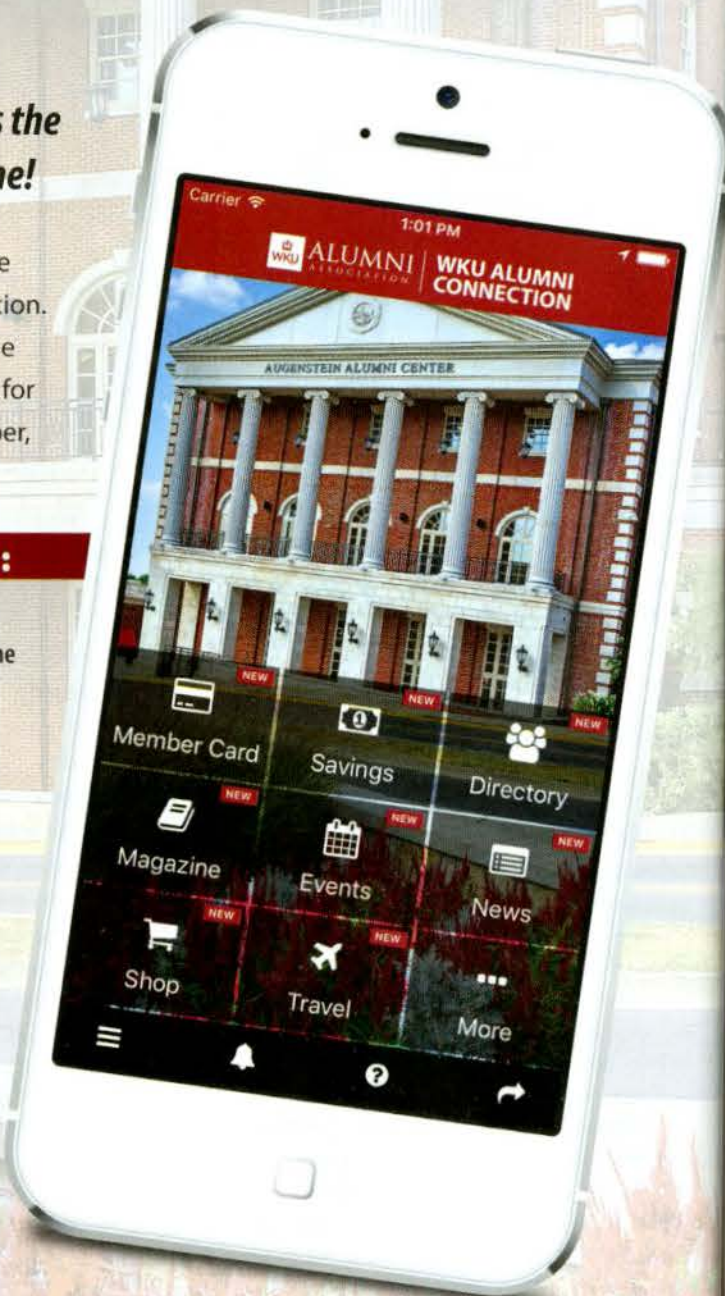 s the
ne!
e
tion.
e
for
ber,
:
ne
Carrier
1:01 PM
WKU ALUMNI ASSOCIATION
WKU ALUMNI
CONNECTION
AUGENSTEIN ALUMNI CENTER
NEW
NEW
NEW
Member Card
Savings
Directory
NEW
NEW
NEW
Magazine
Events
News
NEW
NEW
Shop
Travel
More